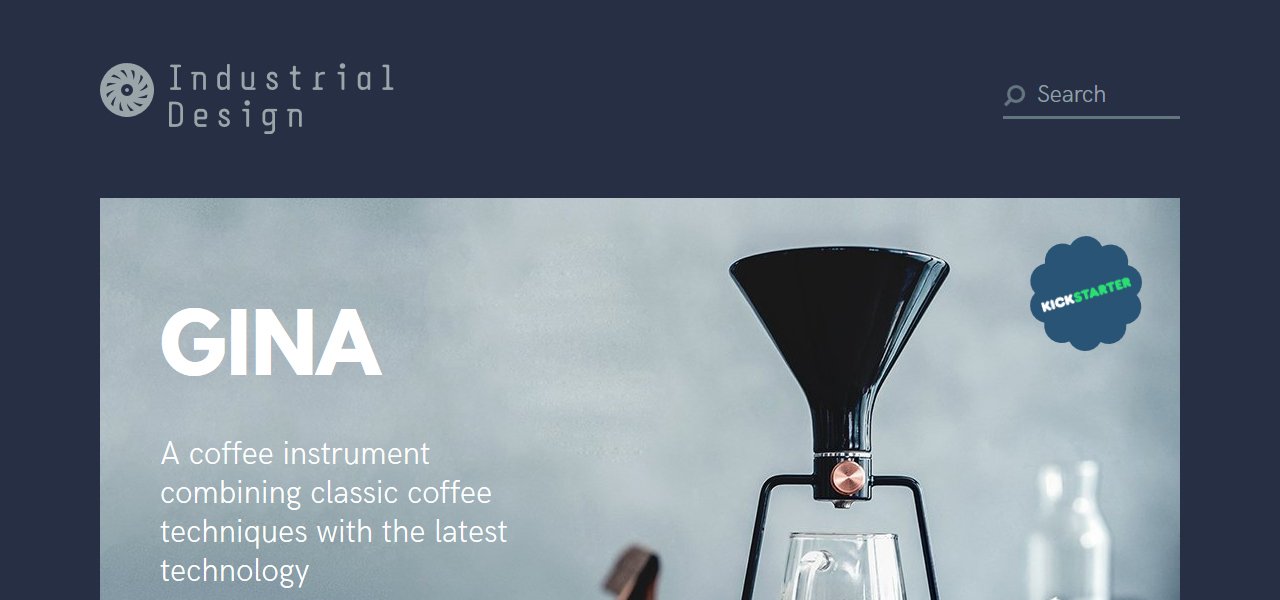 Industrial
Design
Search
KICKSTARTER
GINA
A coffee instrument
combining classic coffee
techniques with the latest
technology